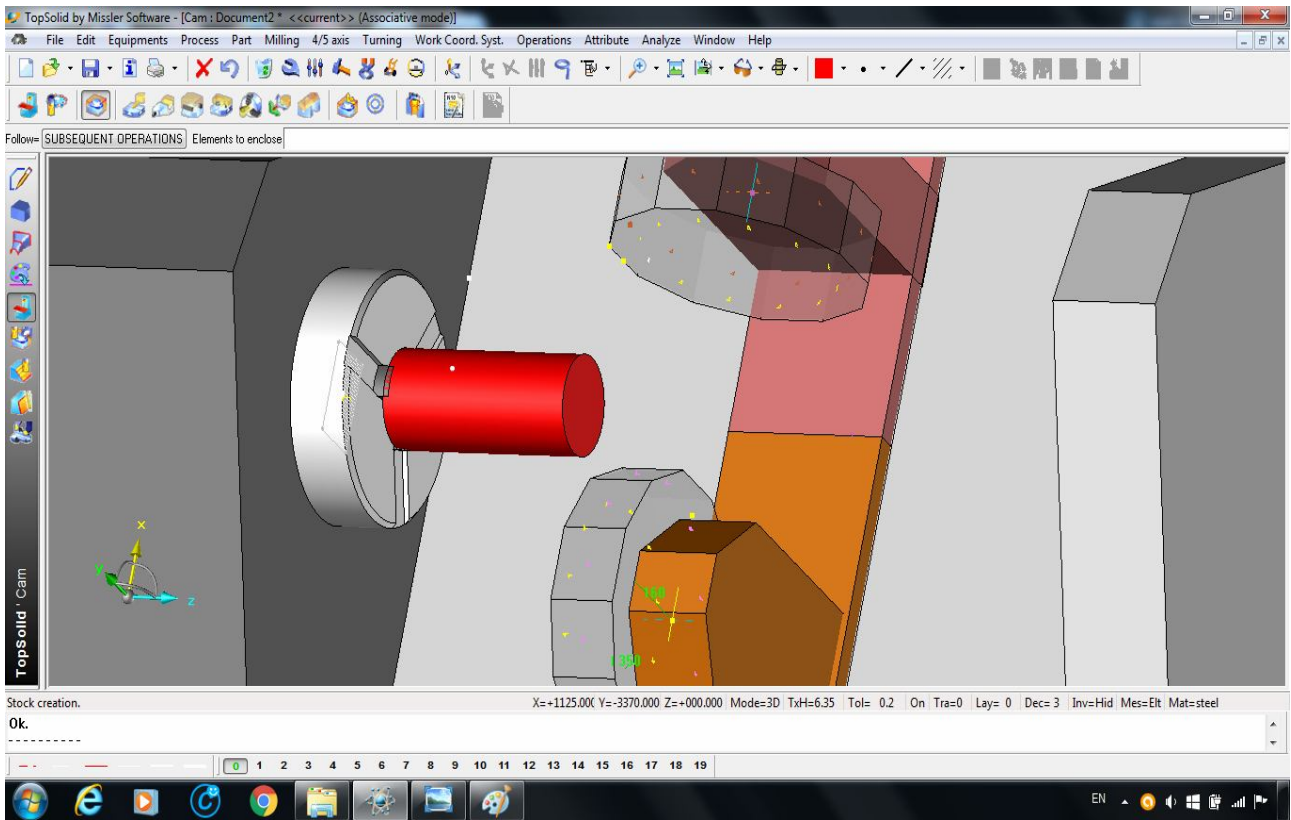 TopSolid by Missler Software - [Cam : Document2 * <<current>> (Associative mode)]
File Edit Equipments Process Part Milling 4/5 axis Turning Work Coord. Syst. Operations Attribute Analyze Window Help
Follow= SUBSEQUENT OPERATIONS Elements to enclose
x
y
z
160
350
TopSolid ' Cam
Stock creation. X=+1125.000 Y=-3370.000 Z=+000.000 Mode=3D TxH=6.35 Tol= 0.2 On Tra=0 Lay= 0 Dec= 3 Inv=Hid Mes=Elt Mat=steel
Ok.
----------
0 1 2 3 4 5 6 7 8 9 10 11 12 13 14 15 16 17 18 19
EN